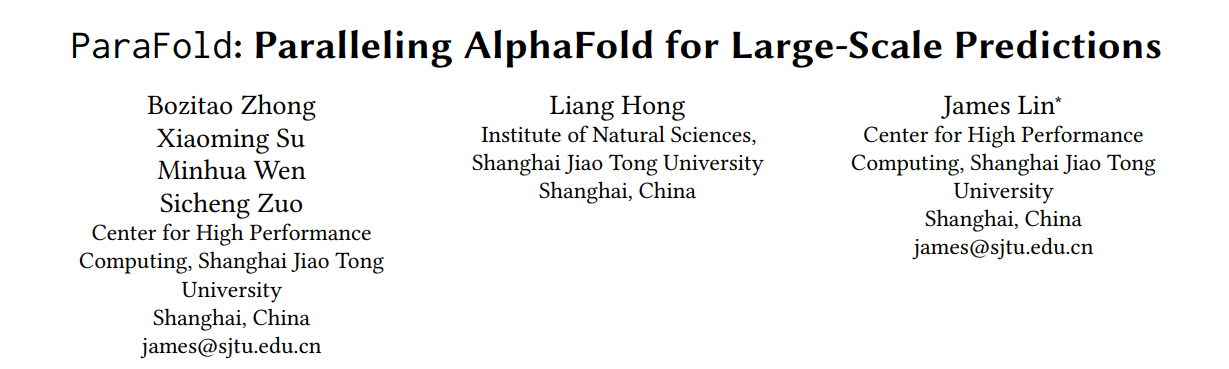 ParaFold: Paralleling AlphaFold for Large-Scale Predictions
Bozitao Zhong
Xiaoming Su
Minhua Wen
Sicheng Zuo
Center for High Performance
Computing, Shanghai Jiao Tong
University
Shanghai, China
james@sjtu.edu.cn
Liang Hong
Institute of Natural Sciences,
Shanghai Jiao Tong University
Shanghai, China
James Lin*
Center for High Performance
Computing, Shanghai Jiao Tong
University
Shanghai, China
james@sjtu.edu.cn